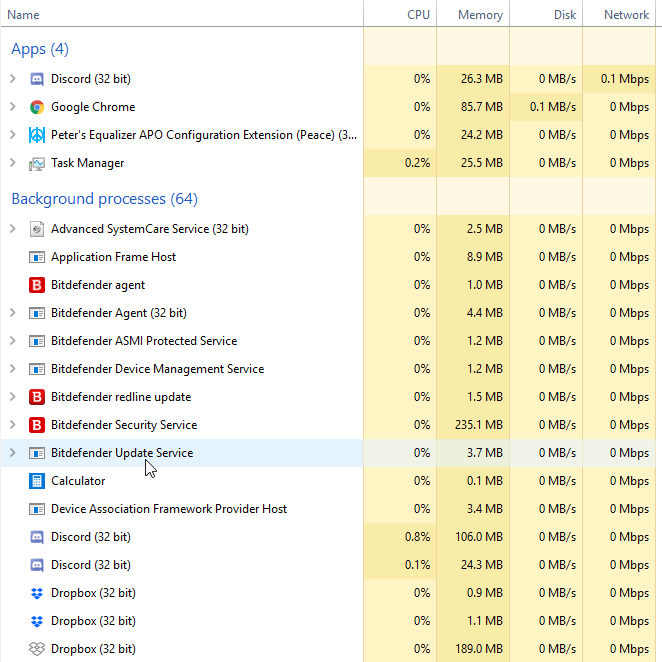 Name CPU Memory Disk Network
Apps (4)
Discord (32 bit) 0% 26.3 MB 0 MB/s 0.1 Mbps
Google Chrome 0% 85.7 MB 0.1 MB/s 0 Mbps
Peter's Equalizer APO Configuration Extension (Peace) (3... 0% 24.2 MB 0 MB/s 0 Mbps
Task Manager 0.2% 25.5 MB 0 MB/s 0 Mbps
Background processes (64)
Advanced SystemCare Service (32 bit) 0% 2.5 MB 0 MB/s 0 Mbps
Application Frame Host 0% 8.9 MB 0 MB/s 0 Mbps
B Bitdefender agent 0% 1.0 MB 0 MB/s 0 Mbps
Bitdefender Agent (32 bit) 0% 4.4 MB 0 MB/s 0 Mbps
Bitdefender ASMI Protected Service 0% 1.2 MB 0 MB/s 0 Mbps
Bitdefender Device Management Service 0% 1.2 MB 0 MB/s 0 Mbps
B Bitdefender redline update 0% 1.5 MB 0 MB/s 0 Mbps
B Bitdefender Security Service 0% 235.1 MB 0 MB/s 0 Mbps
Bitdefender Update Service 0% 3.7 MB 0 MB/s 0 Mbps
Calculator 0% 0.1 MB 0 MB/s 0 Mbps
Device Association Framework Provider Host 0% 3.4 MB 0 MB/s 0 Mbps
Discord (32 bit) 0.8% 106.0 MB 0 MB/s 0 Mbps
Discord (32 bit) 0.1% 24.3 MB 0 MB/s 0 Mbps
Dropbox (32 bit) 0% 0.9 MB 0 MB/s 0 Mbps
Dropbox (32 bit) 0% 1.1 MB 0 MB/s 0 Mbps
Dropbox (32 bit) 0% 189.0 MB 0 MB/s 0 Mbps